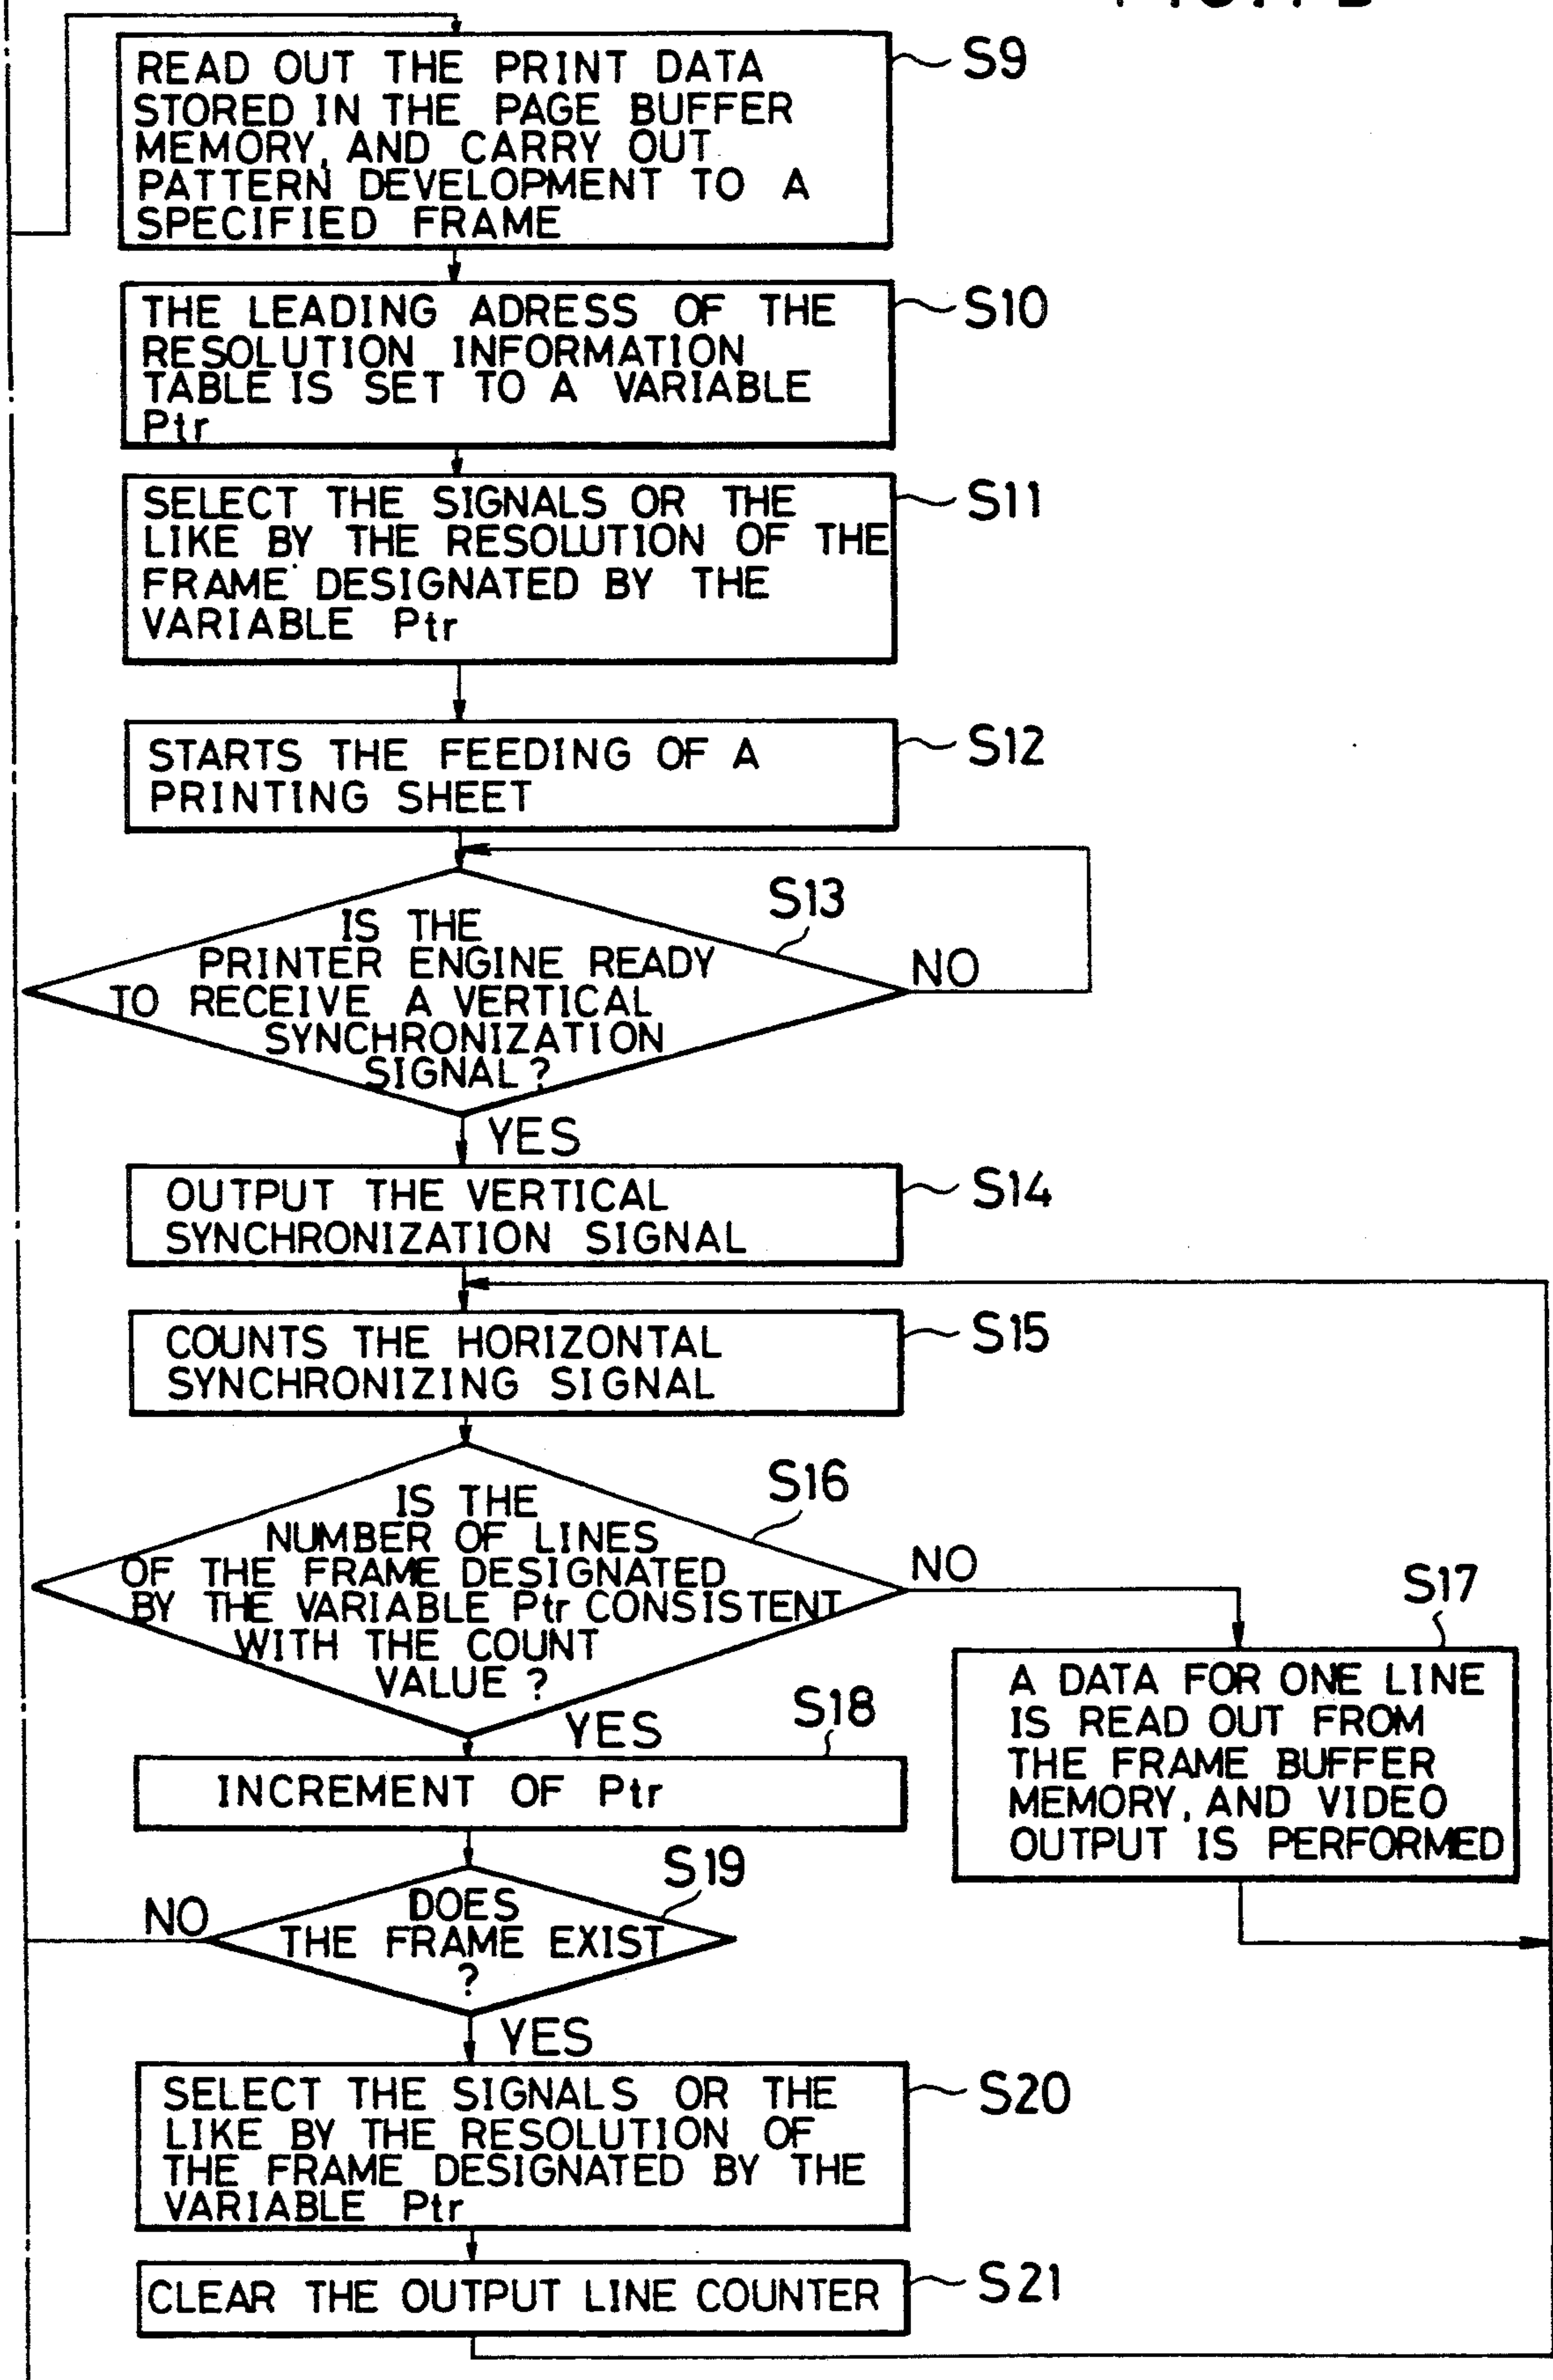 READ OUT THE PRINT DATA
STORED IN THE PAGE BUFFER
MEMORY, AND CARRY OUT
PATTERN DEVELOPMENT TO A
SPECIFIED FRAME
S9
THE LEADING ADRESS OF THE
RESOLUTION INFORMATION
TABLE IS SET TO A VARIABLE
Ptr
S10
SELECT THE SIGNALS OR THE
LIKE BY THE RESOLUTION OF THE
FRAME DESIGNATED BY THE
VARIABLE Ptr
S11
STARTS THE FEEDING OF A
PRINTING SHEET
S12
IS THE
PRINTER ENGINE READY
TO RECEIVE A VERTICAL
SYNCHRONIZATION
SIGNAL?
S13
NO
YES
OUTPUT THE VERTICAL
SYNCHRONIZATION SIGNAL
S14
COUNTS THE HORIZONTAL
SYNCHRONIZING SIGNAL
S15
IS THE
NUMBER OF LINES
OF THE FRAME DESIGNATED
BY THE VARIABLE Ptr CONSISTENT
WITH THE COUNT
VALUE?
S16
NO
S17
A DATA FOR ONE LINE
IS READ OUT FROM
THE FRAME BUFFER
MEMORY, AND VIDEO
OUTPUT IS PERFORMED
YES
S18
INCREMENT OF Ptr
S19
DOES
THE FRAME EXIST
?
NO
YES
SELECT THE SIGNALS OR THE
LIKE BY THE RESOLUTION OF
THE FRAME DESIGNATED BY THE
VARIABLE Ptr
S20
CLEAR THE OUTPUT LINE COUNTER
S21